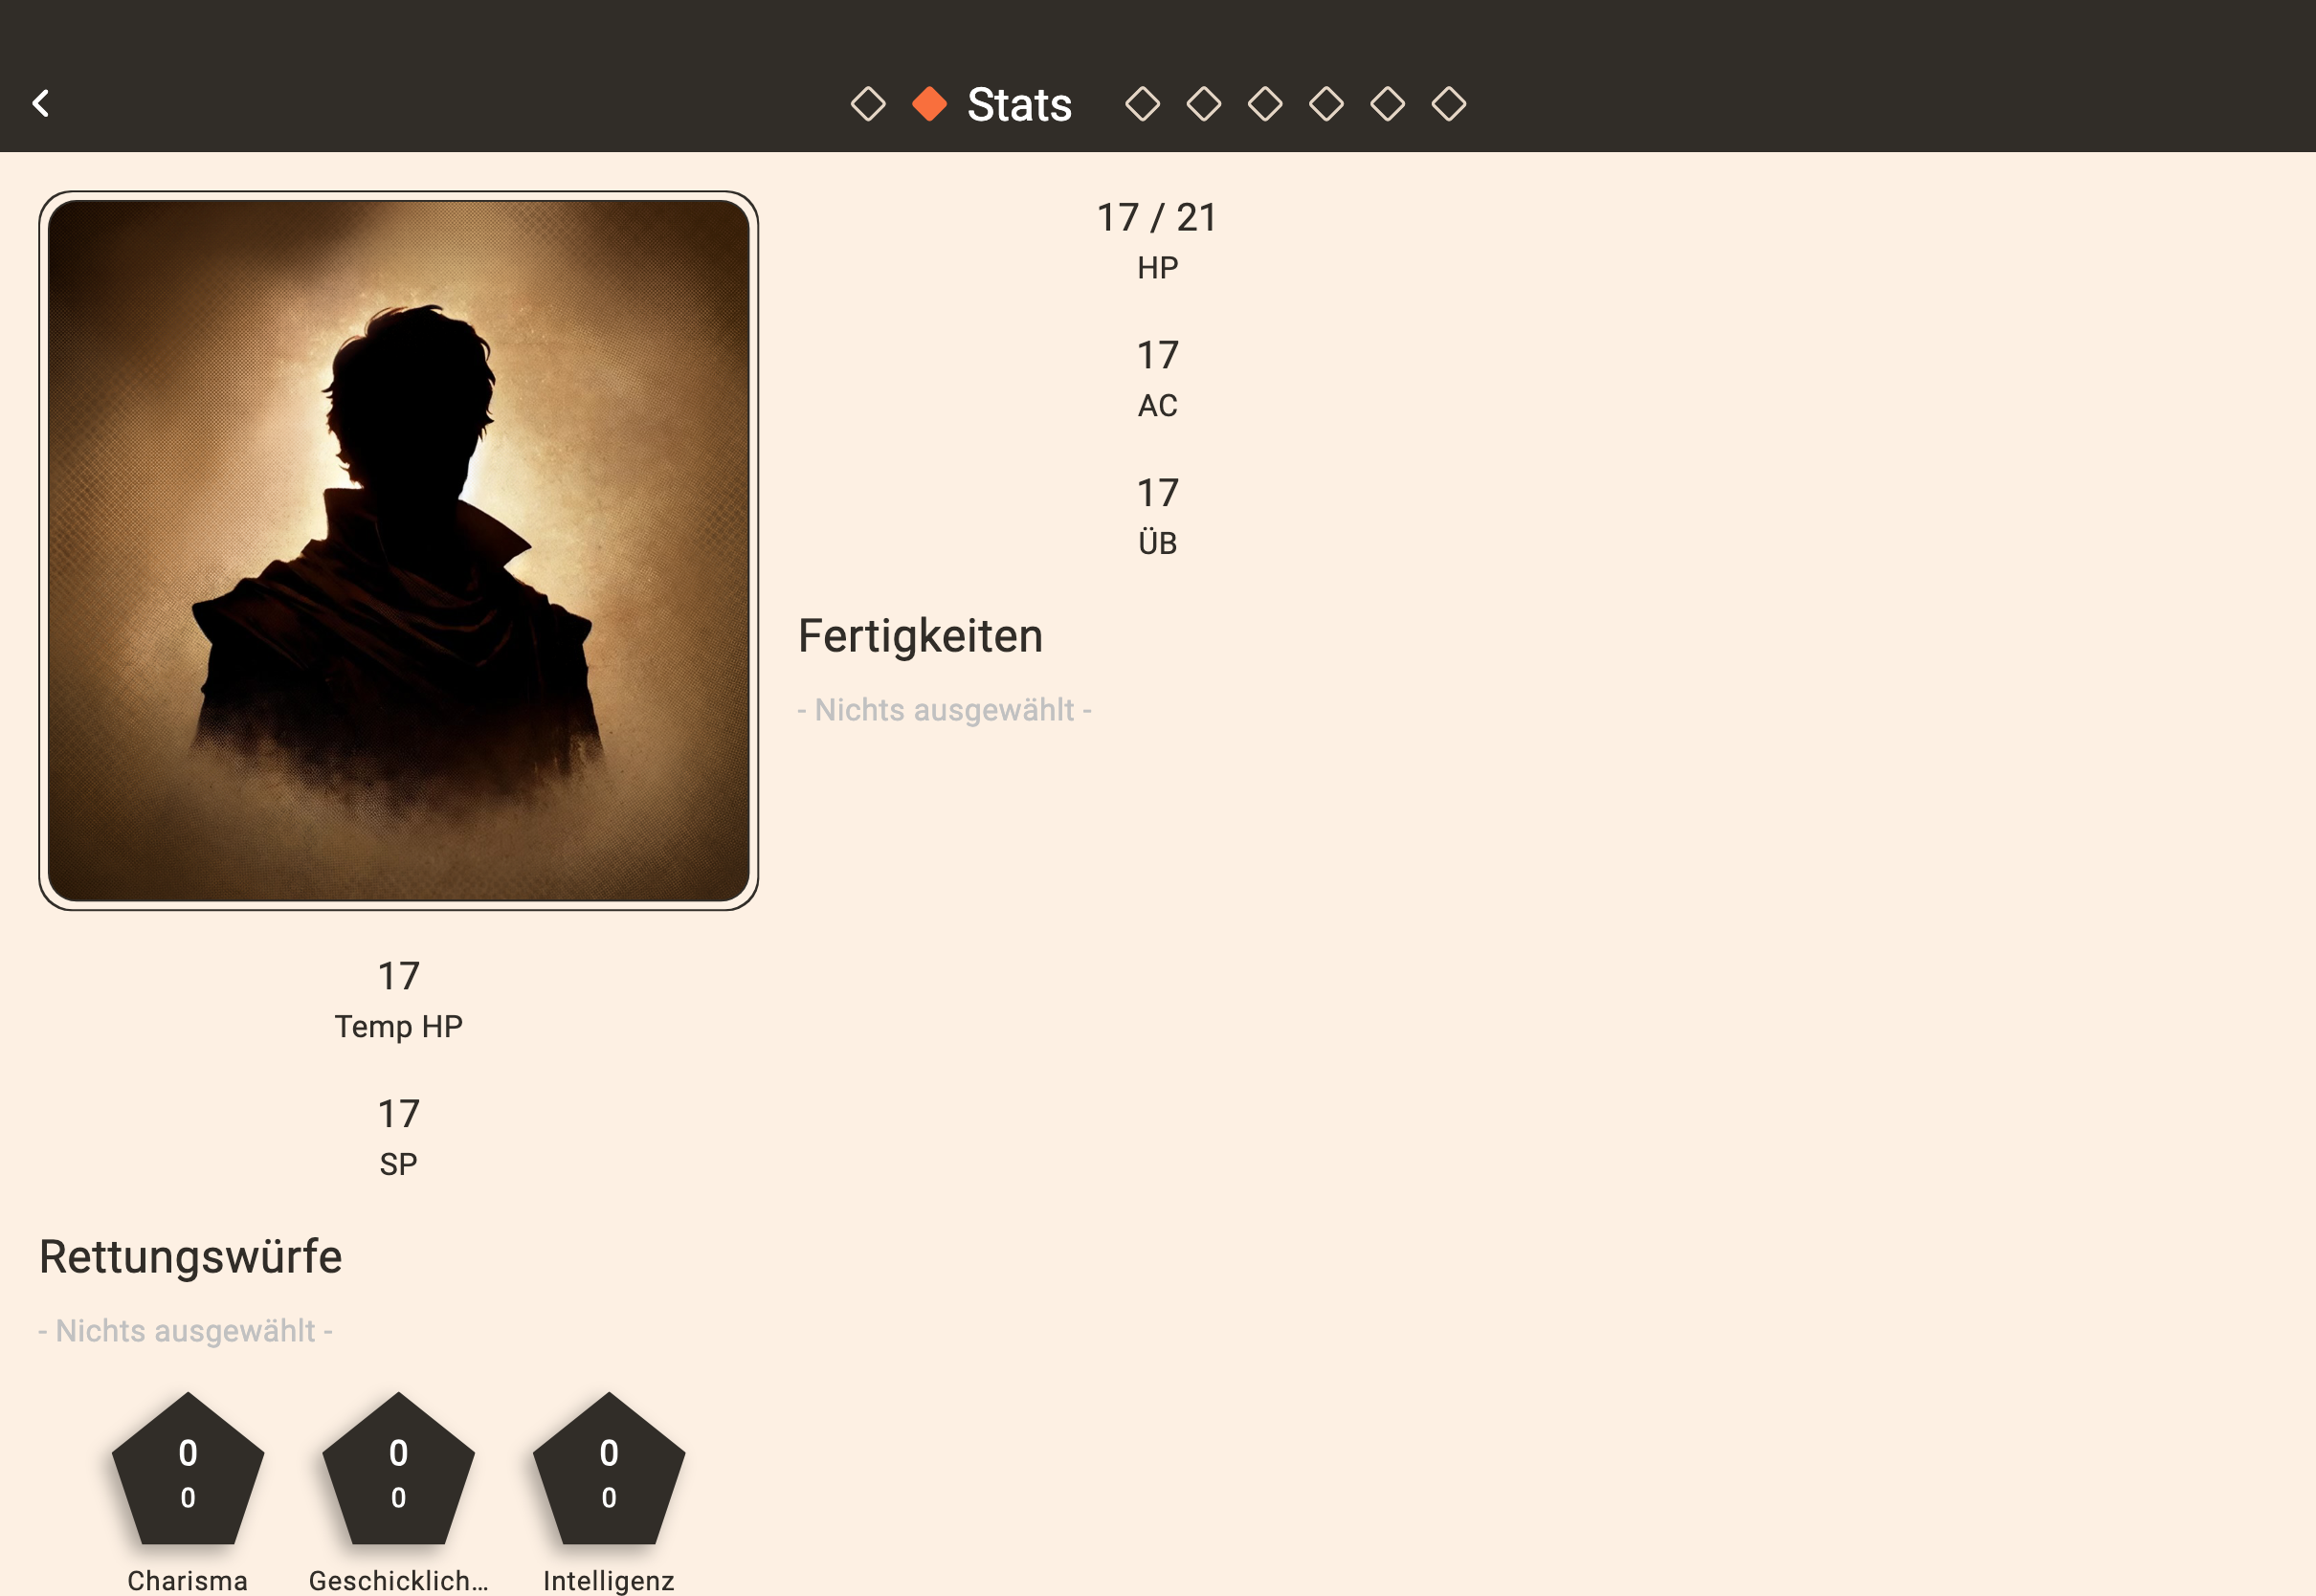 Stats
17 / 21
HP
17
AC
17
ÜB
Fertigkeiten
- Nichts ausgewählt -
17
Temp HP
17
SP
Rettungswürfe
- Nichts ausgewählt -
0 0 0
0 0 0
Charisma Geschicklich... Intelligenz